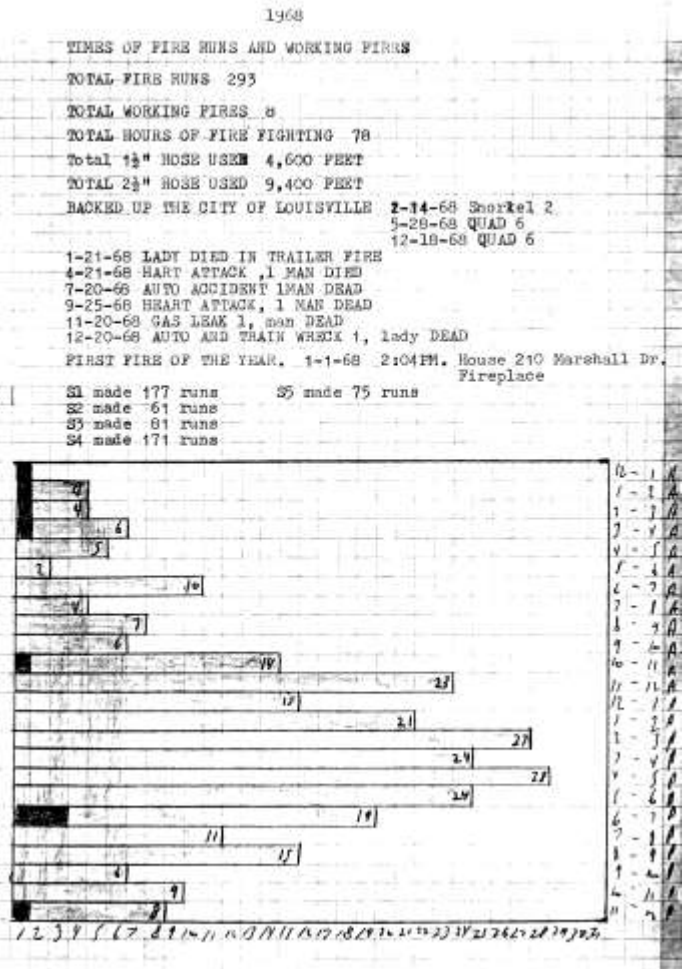 1968
TIMES OF FIRE RUNS AND WORKING FIRES
TOTAL FIRE RUNS 293
TOTAL WORKING FIRES 8
TOTAL HOURS OF FIRE FIGHTING 78
Total 1½" HOSE USEN 4,600 FEET
TOTAL 2½" HOSE USED 9,400 FEET
BACKED UP THE CITY OF LOUISVILLE 2-14-68 Snorkel 2
5-28-68 QUAD 6
12-18-68 QUAD 6
1-21-68 LADY DIED IN TRAILER FIRE
4-21-68 HART ATTACK ,1 MAN DIED
7-20-68 AUTO ACCIDENT 1MAN DEAD
9-25-68 HEART ATTACK, 1 MAN DEAD
11-20-68 GAS LEAK 1, man DEAD
12-20-68 AUTO AND TRAIN WRECK 1, lady DEAD
FIRST FIRE OF THE YEAR. 1-1-68 2:04PM. House 210 Marshall Dr.
Fireplace
S1 made 177 runs S5 made 75 runs
S2 made 61 runs
S3 made 81 runs
S4 made 171 runs
12 - 1 A
4 1 - 2 A
4 2 - 3 A
6 3 - 4 A
5 4 - 5 A
2 5 - 6 A
10 6 - 7 A
4 7 - 8 A
7 8 - 9 A
6 9 - 10 A
14 10 - 11 A
23 11 - 12 A
15 12 - 1 P
21 1 - 2 P
27 2 - 3 P
24 3 - 4 P
28 4 - 5 P
24 5 - 6 P
19 6 - 7 P
11 7 - 8 P
15 8 - 9 P
6 9 - 10
9 10 - 11
8 11 - 12
1 2 3 4 5 6 7 8 9 10 11 12 13 14 15 16 17 18 19 20 21 22 23 24 25 26 27 28 29 30 31